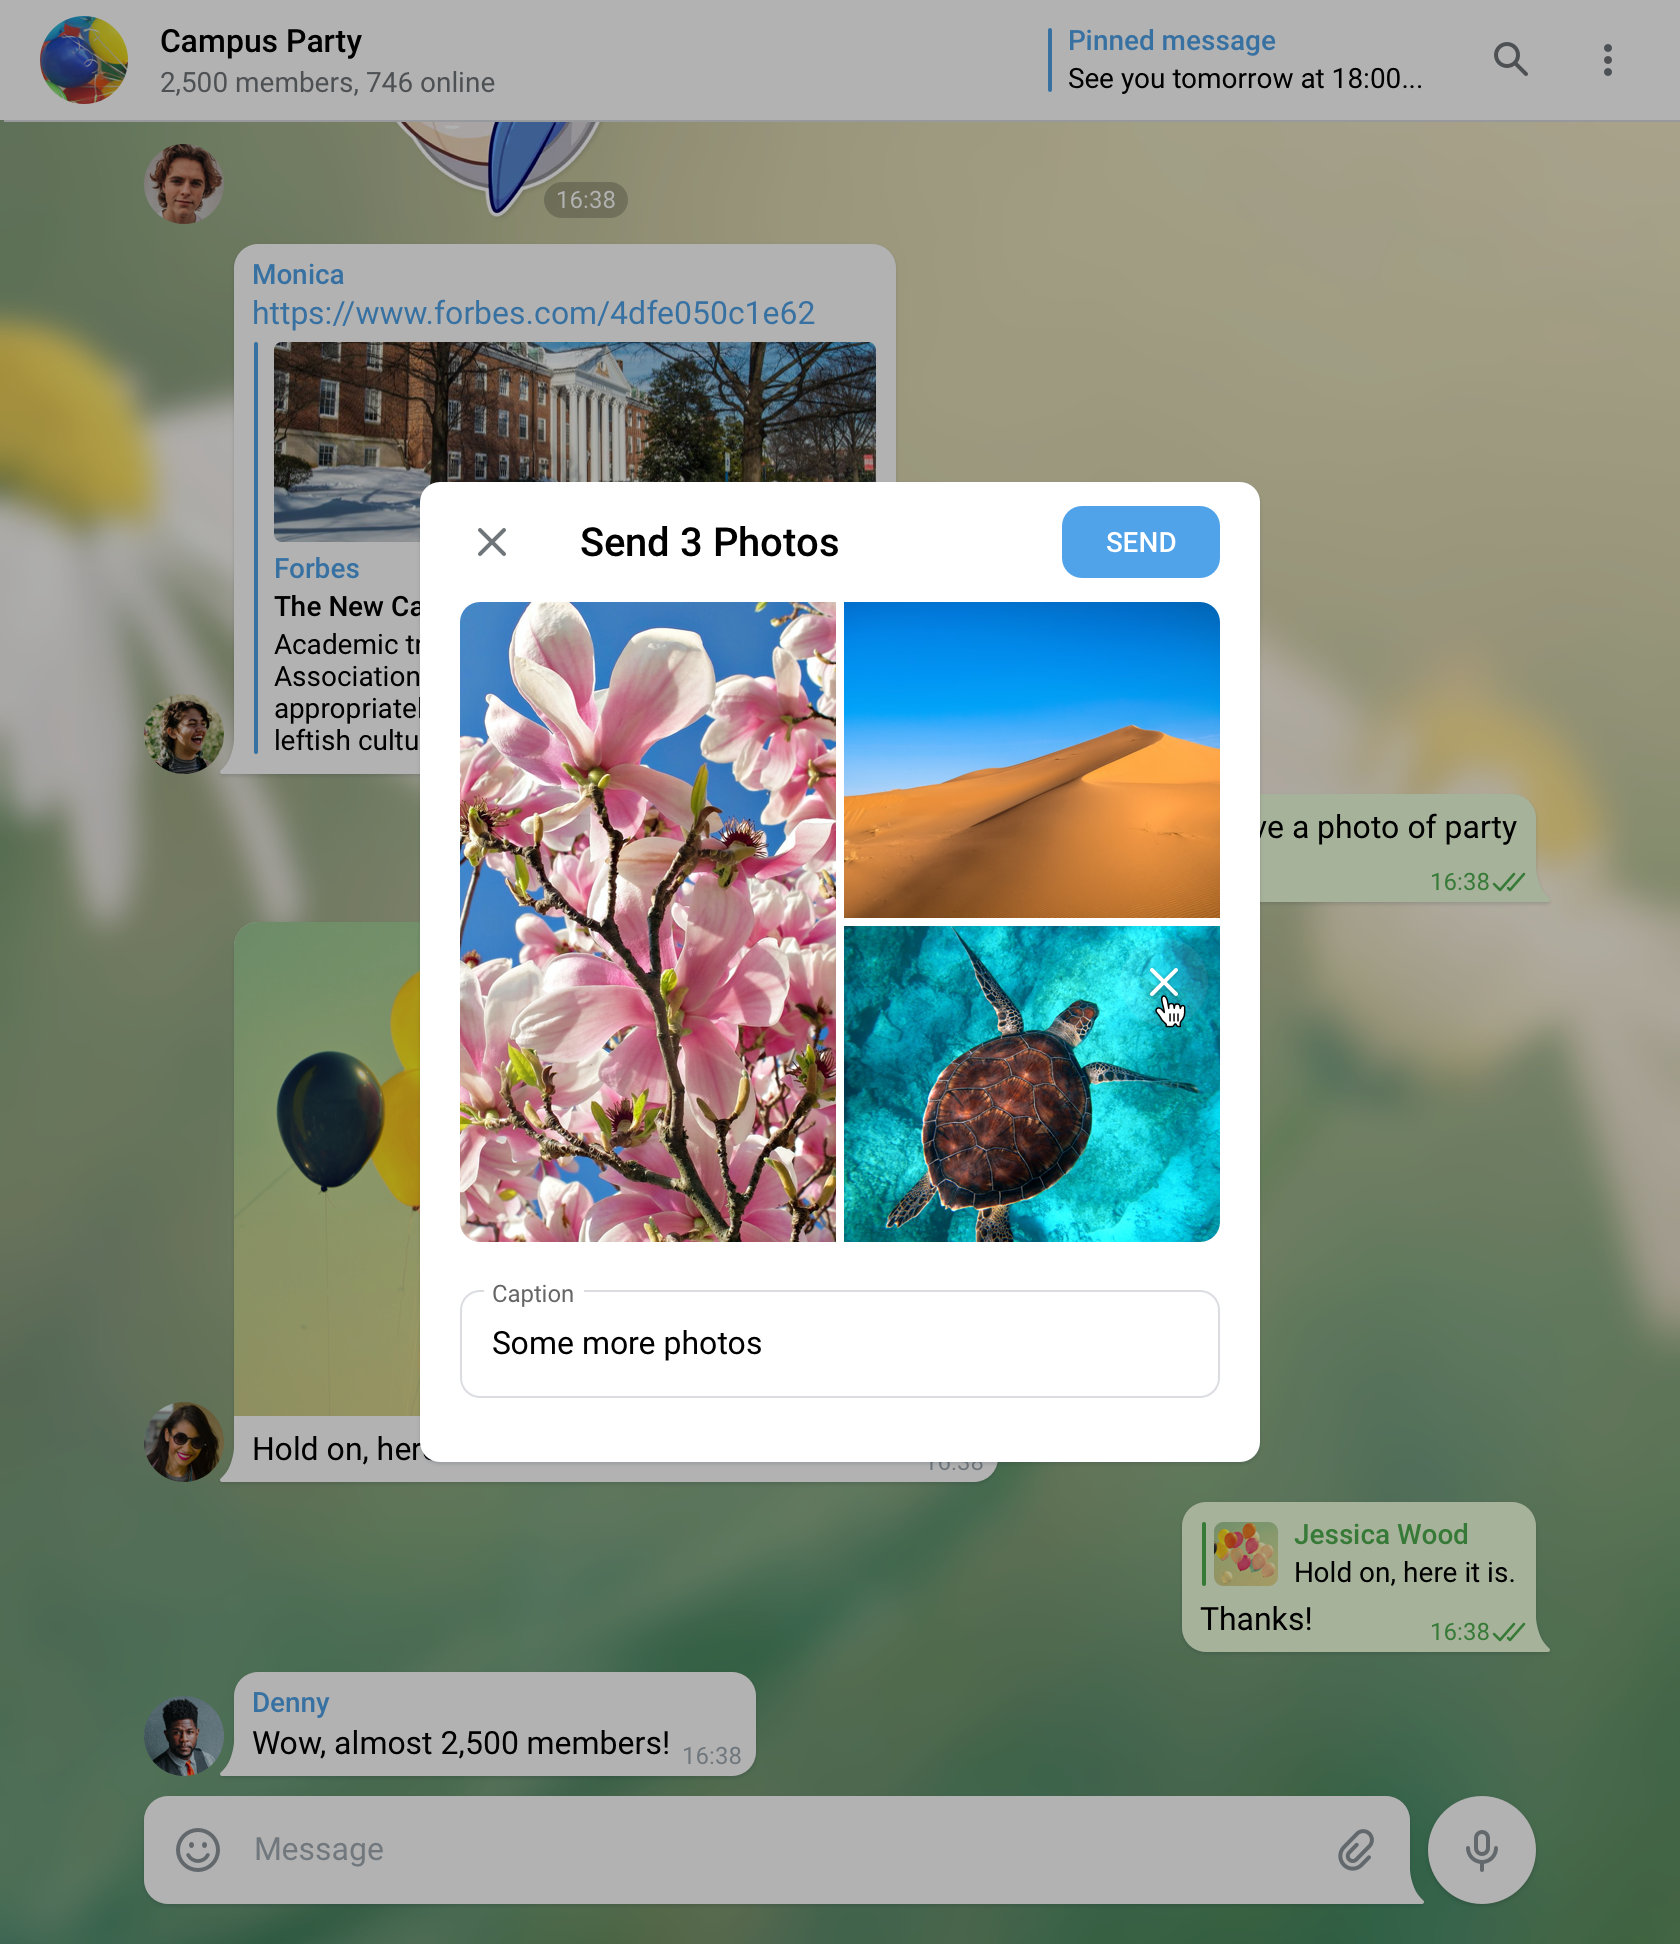 Campus Party
2,500 members, 746 online
Pinned message
See you tomorrow at 18:00...
16:38
Monica
https://www.forbes.com/4dfe050c1e62
Forbes
The New Ca
Academic tr
Association
appropriatel
leftish cultu
Send 3 Photos
SEND
Caption
Some more photos
ve a photo of party
16:38
Hold on, her
16:38
Jessica Wood
Hold on, here it is.
Thanks!
16:38
Denny
Wow, almost 2,500 members!
16:38
Message